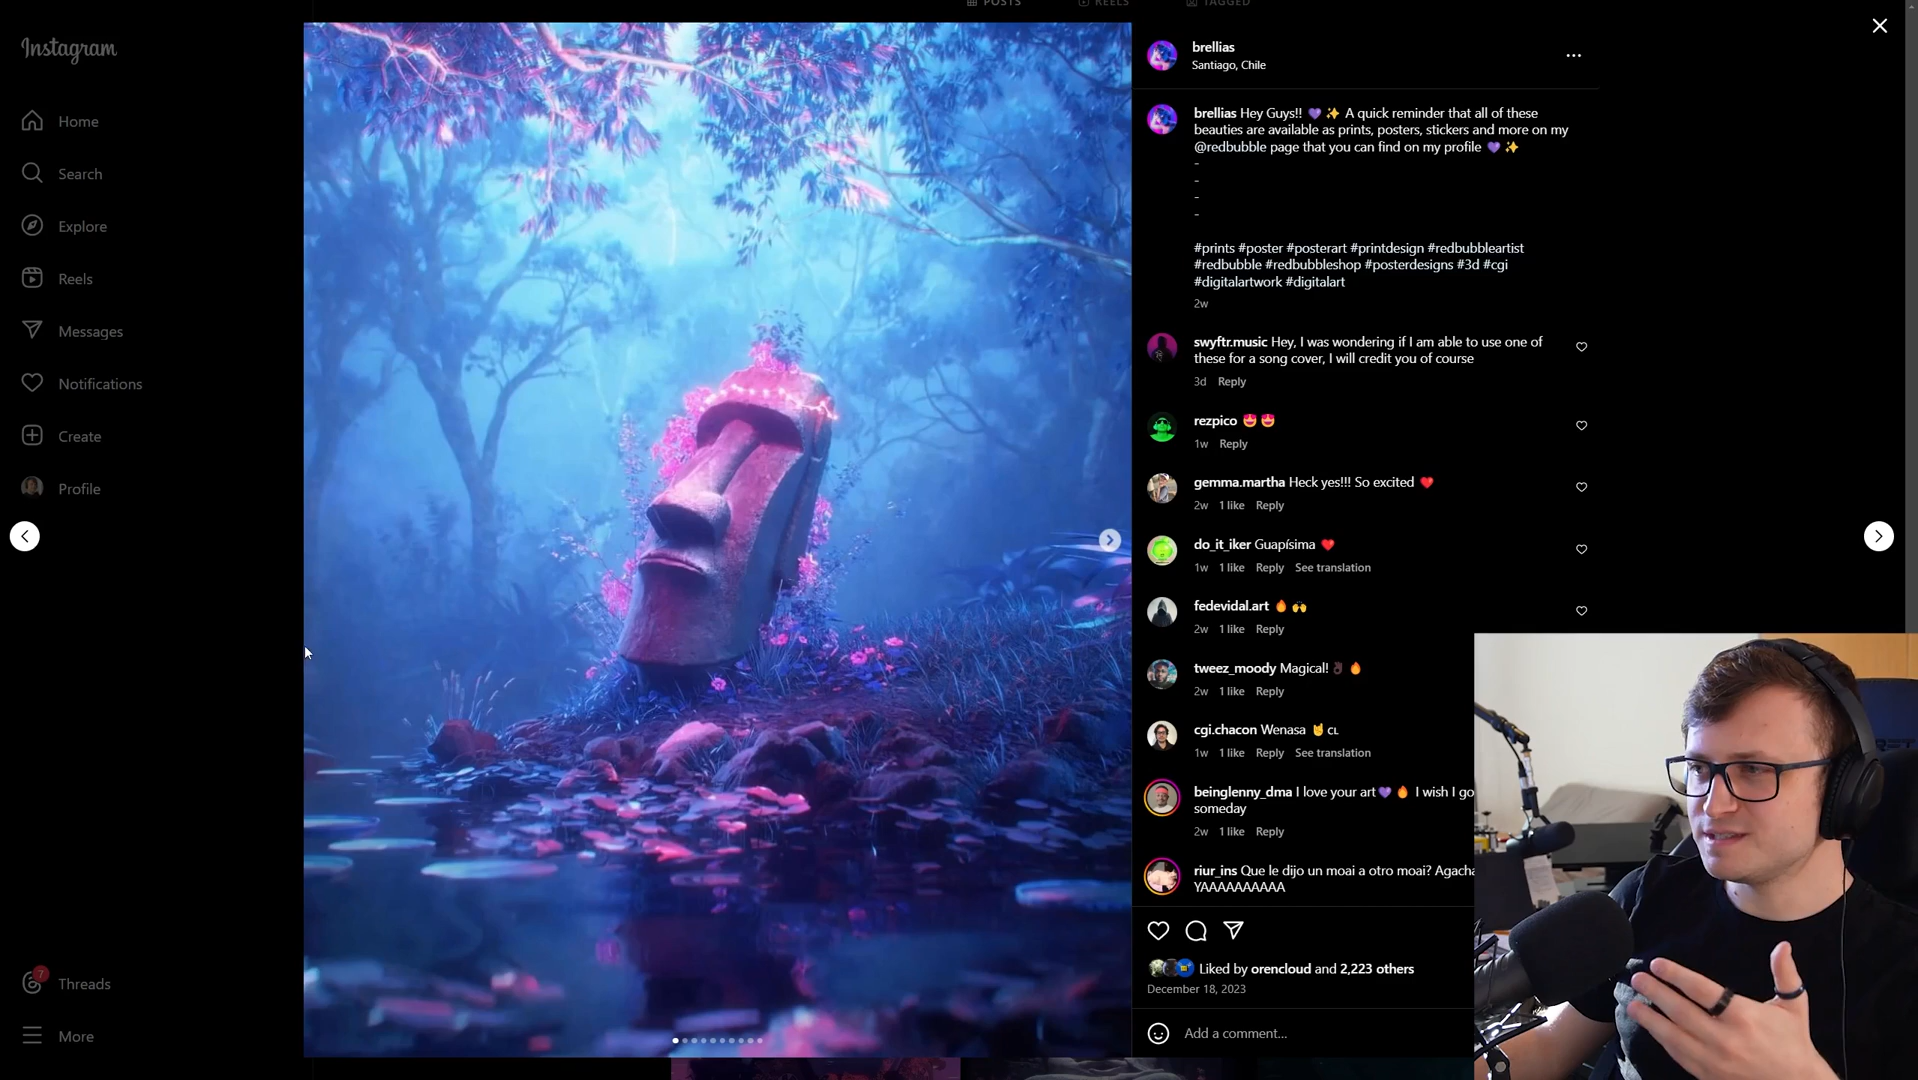 POSTS
REELS
TAGGED
Instagram
Home
Search
Explore
Reels
Messages
Notifications
Create
Profile
7
Threads
More
brellias
Santiago, Chile
brellias Hey Guys!! 💜 ✨ A quick reminder that all of these
beauties are available as prints, posters, stickers and more on my
@redbubble page that you can find on my profile 💜 ✨
-
-
-
-
#prints #poster #posterart #printdesign #redbubbleartist
#redbubble #redbubbleshop #posterdesigns #3d #cgi
#digitalartwork #digitalart
2w
swyftr.music Hey, I was wondering if I am able to use one of
these for a song cover, I will credit you of course
3d Reply
rezpico 😍 😍
1w Reply
gemma.martha Heck yes!!! So excited ❤️
2w 1 like Reply
do_it_iker Guapísima ❤️
1w 1 like Reply See translation
fedevidal.art 🔥 🙌
2w 1 like Reply
tweez_moody Magical!👌🏿 🔥
2w 1 like Reply
cgi.chacon Wenasa 🤘 CL
1w 1 like Reply See translation
beinglenny_dma I love your art💜 🔥 I wish I go
someday
2w 1 like Reply
riur_ins Que le dijo un moai a otro moai? Agacha
YAAAAAAAAAA
Liked by orencloud and 2,223 others
December 18, 2023
Add a comment...